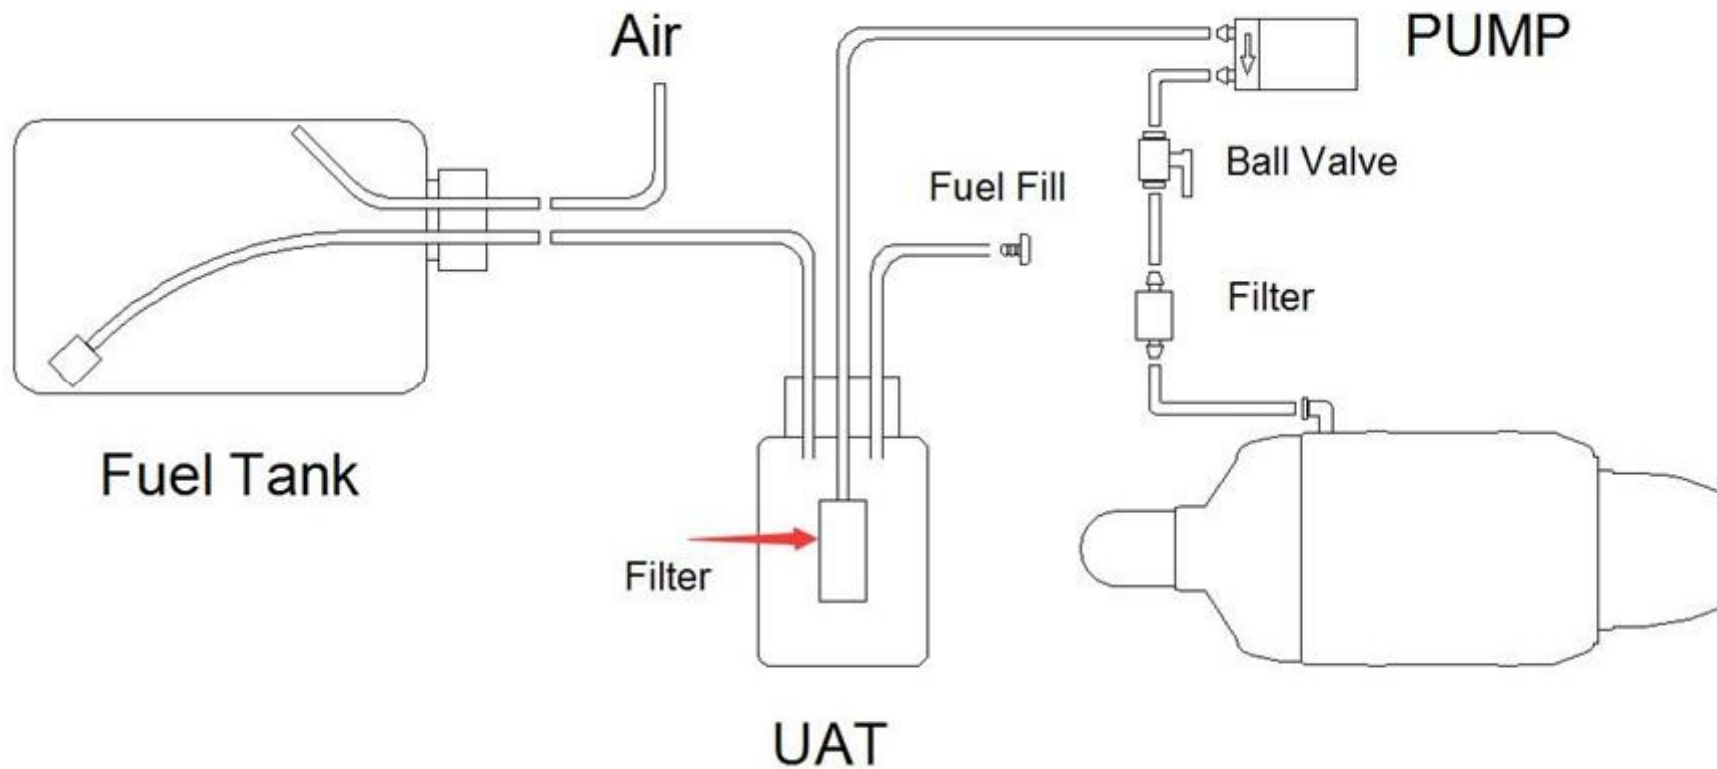 Air
PUMP
Ball Valve
Fuel Fill
Filter
Fuel Tank
Filter
UAT